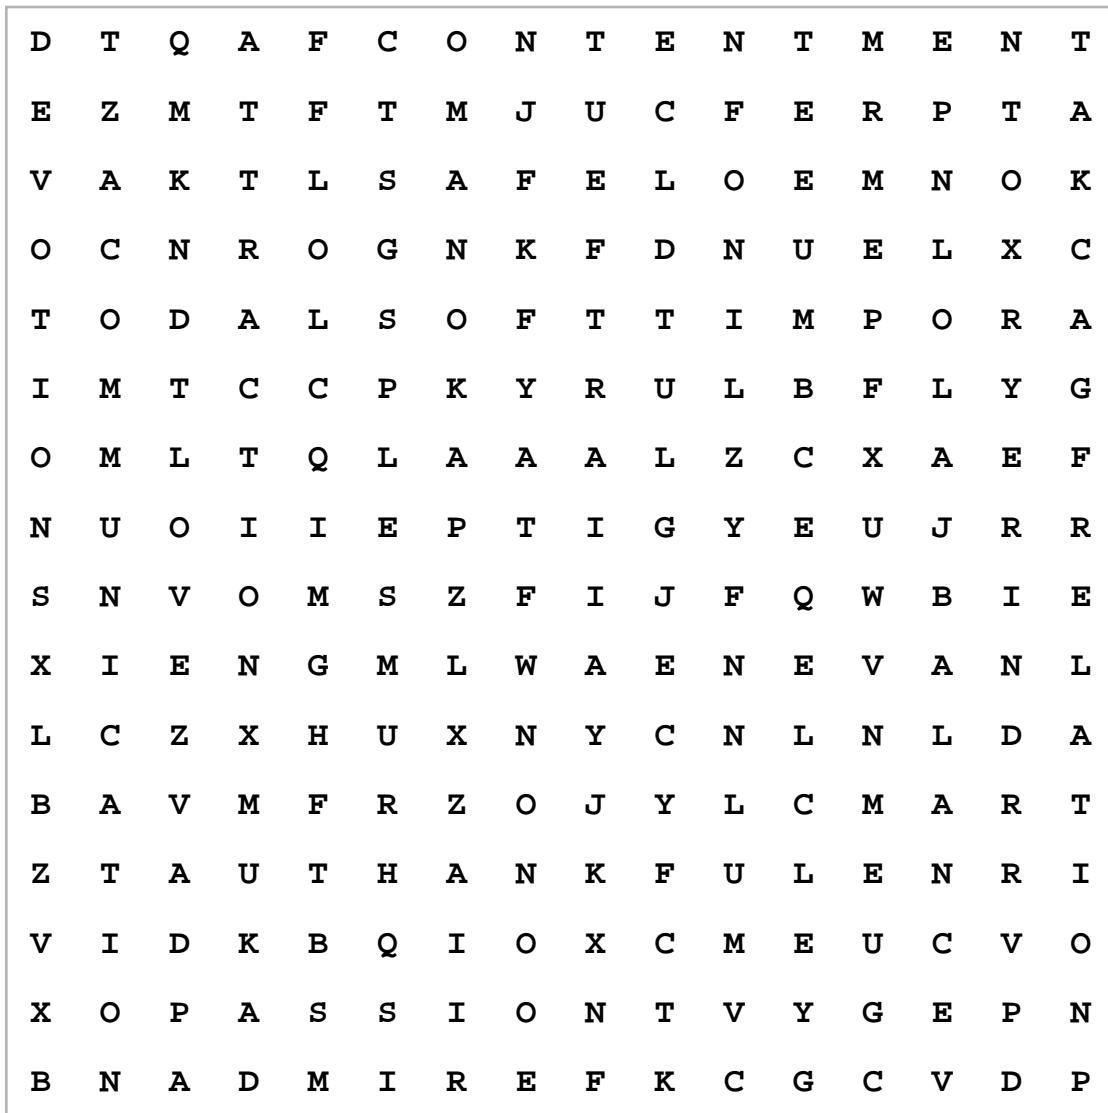 D T Q A F C O N T E N T M E N T
E Z M T F T M J U C F E R P T A
V A K T L S A F E L O E M N O K
O C N R O G N K F D N U E L X C
T O D A L S O F T T I M P O R A
I M T C C P K Y R U L B F L Y G
O M L T Q L A A A L Z C X A E F
N U O I I E P T I G Y E U J R R
S N V O M S Z F I J F Q W B I E
X I E N G M L W A E N E V A N L
L C Z X H U X N Y C N L N L D A
B A V M F R Z O J Y L C M A R T
Z T A U T H A N K F U L E N R I
V I D K B Q I O X C M E U C V O
X O P A S S I O N T V Y G E P N
B N A D M I R E F K C G C V D P